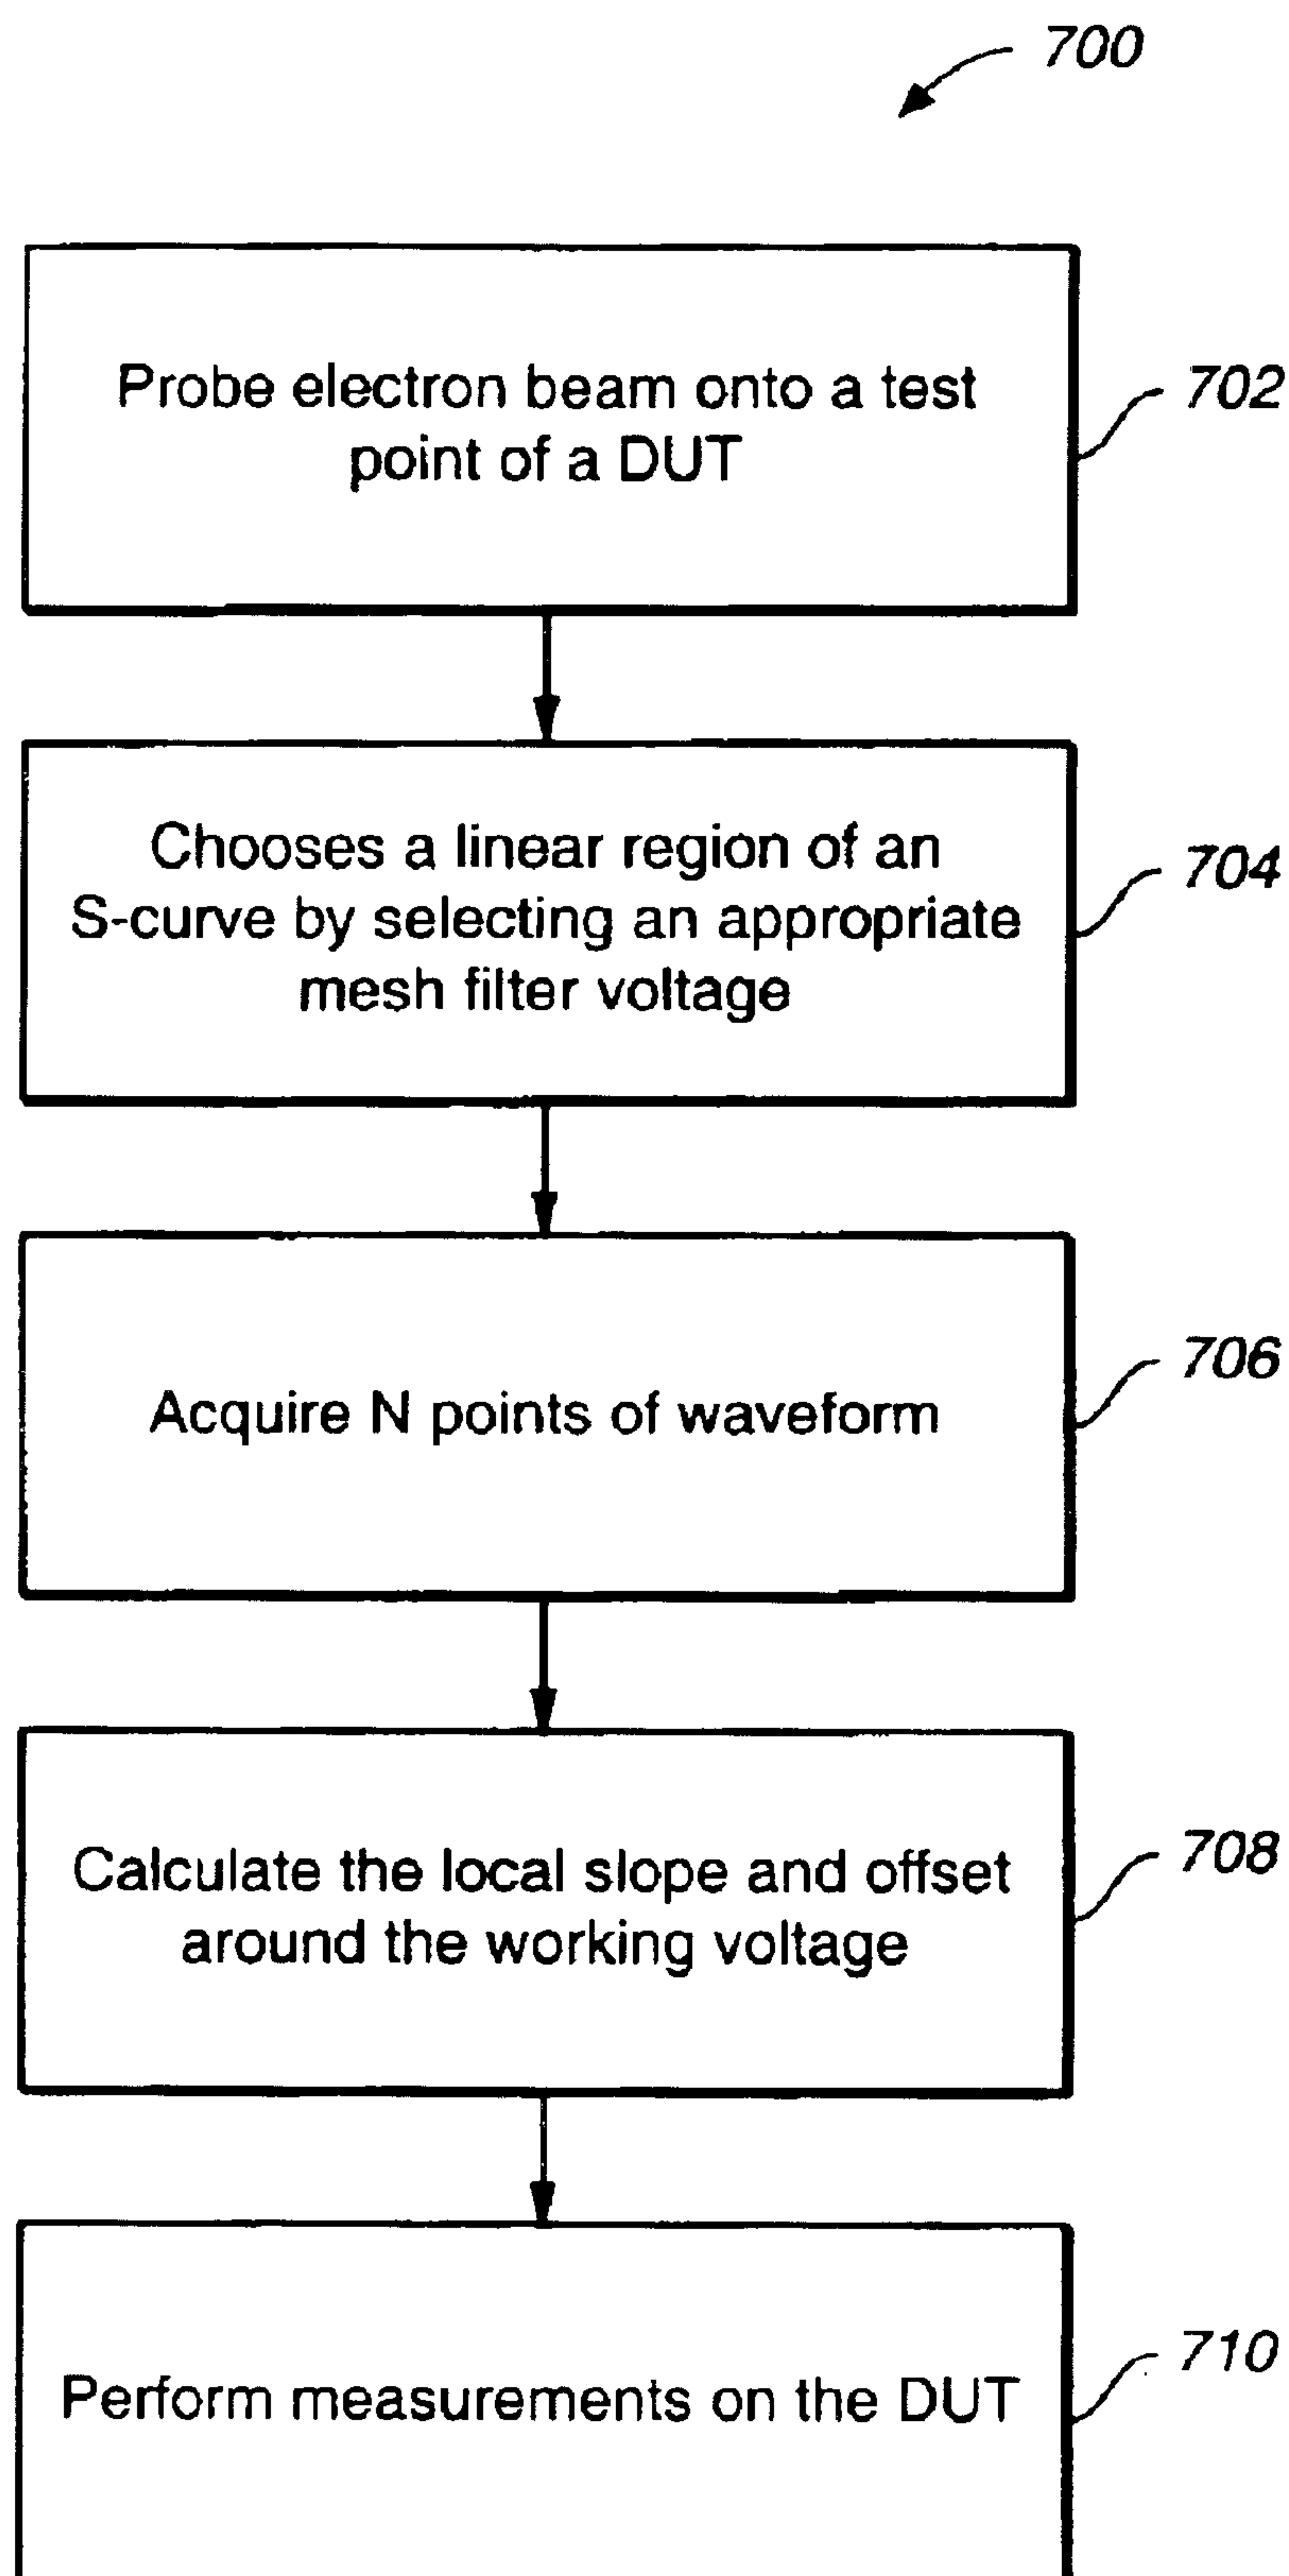 700
Probe electron beam onto a test
point of a DUT
702
Chooses a linear region of an
S-curve by selecting an appropriate
mesh filter voltage
704
Acquire N points of waveform
706
Calculate the local slope and offset
around the working voltage
708
Perform measurements on the DUT
710